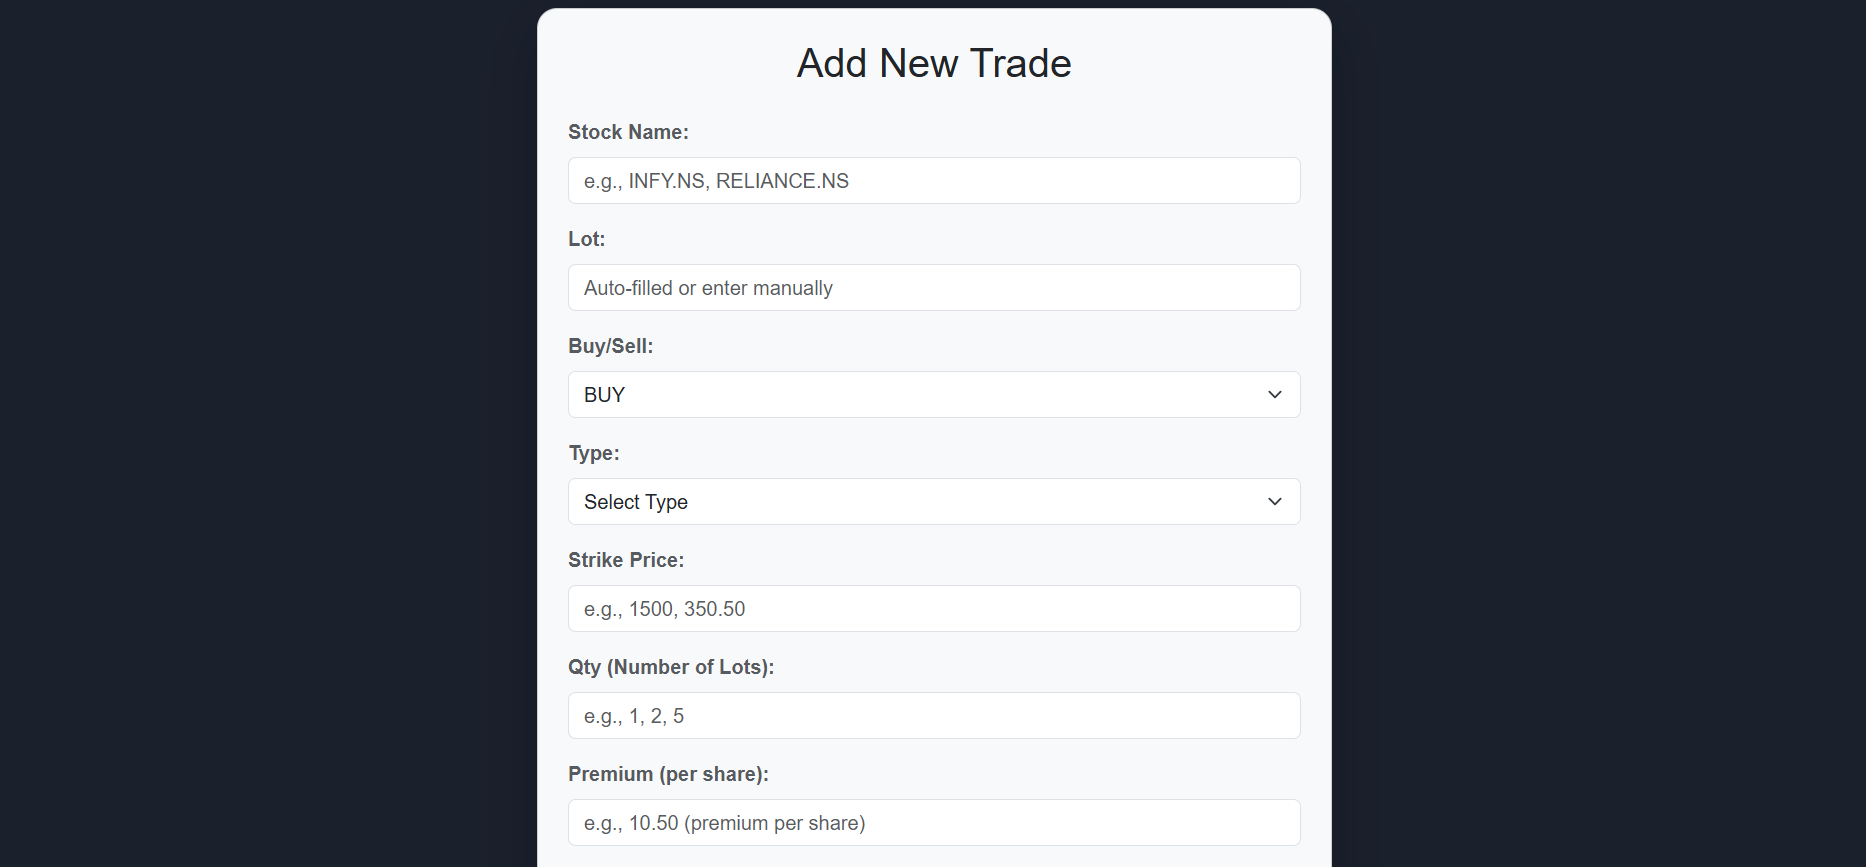 Add New Trade
Stock Name:
e.g., INFY.NS, RELIANCE.NS
Lot:
Auto-filled or enter manually
Buy/Sell:
BUY
Type:
Select Type
Strike Price:
e.g., 1500, 350.50
Qty (Number of Lots):
e.g., 1, 2, 5
Premium (per share):
e.g., 10.50 (premium per share)